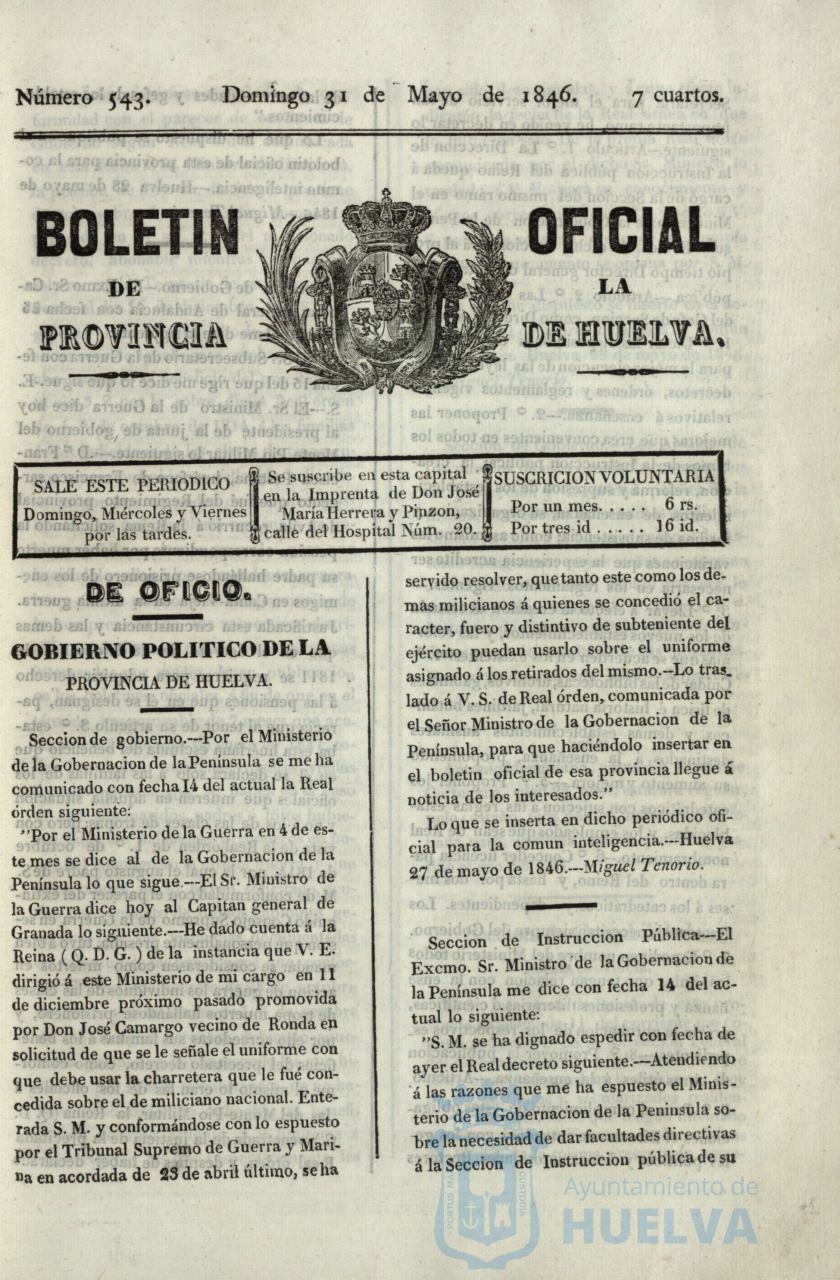 Número 543. Domingo 31 de Mayo de 1846. 7 cuartos.
BOLETIN OFICIAL
DE LA
PROVINCIA DE HUELVA.
SALE ESTE PERIODICO
Domingo, Miércoles y Viernes
por las tardes.
Se suscribe en esta capital
en la Imprenta de Don José
María Herrera y Pinzon,
calle del Hospital Núm. 20.
SUSCRICION VOLUNTARIA
Por un mes. . . . . 6 rs.
Por tres id . . . . . 16 id.
DE OFICIO.
GOBIERNO POLITICO DE LA
PROVINCIA DE HUELVA.
Seccion de gobierno.---Por el Ministerio
de la Gobernacion de la Península se me ha
comunicado con fecha 14 del actual la Real
órden siguiente:
"Por el Ministerio de la Guerra en 4 de es-
te mes se dice al de la Gobernacion de la
Península lo que sigue.---El Sr. Ministro de
la Guerra dice hoy al Capitan general de
Granada lo siguiente.---He dado cuenta á la
Reina ( Q. D. G. ) de la instancia que V. E.
dirigió á este Ministerio de mi cargo en 11
de diciembre próximo pasado promovida
por Don José Camargo vecino de Ronda en
solicitud de que se le señale el uniforme con
que debe usar la charretera que le fué con-
cedida sobre el de miliciano nacional. Ente-
rada S. M. y conformándose con lo espuesto
por el Tribunal Supremo de Guerra y Mari-
na en acordada de 23 de abril último, se ha
servido resolver, que tanto este como los de-
mas milicianos á quienes se concedió el ca-
racter, fuero y distintivo de subteniente del
ejército puedan usarlo sobre el uniforme
asignado á los retirados del mismo.--Lo tras-
lado á V. S. de Real órden, comunicada por
el Señor Ministro de la Gobernacion de la
Península, para que haciéndolo insertar en
el boletin oficial de esa provincia llegue á
noticia de los interesados."
Lo que se inserta en dicho periódico ofi-
cial para la comun inteligencia.---Huelva
27 de mayo de 1846.---Miguel Tenorio.
Seccion de Instruccion Pública---El
Excmo. Sr. Ministro de la Gobernacion de
la Península me dice con fecha 14 del ac-
tual lo siguiente:
"S. M. se ha dignado espedir con fecha de
ayer el Real decreto siguiente.---Atendiendo
á las razones que me ha espuesto el Minis-
terio de la Gobernacion de la Peninsula so-
bre la necesidad de dar facultades directivas
á la Seccion de Instruccion pública de su
Ayuntamiento de
HUELVA